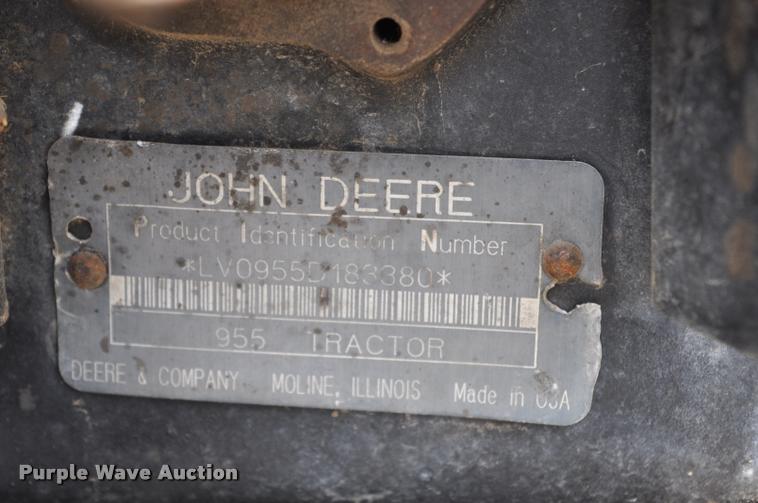 JOHN DEERE
Product Identification Number
*LV0955D183380*
955 TRACTOR
DEERE & COMPANY MOLINE, ILLINOIS Made in USA
Purple Wave Auction